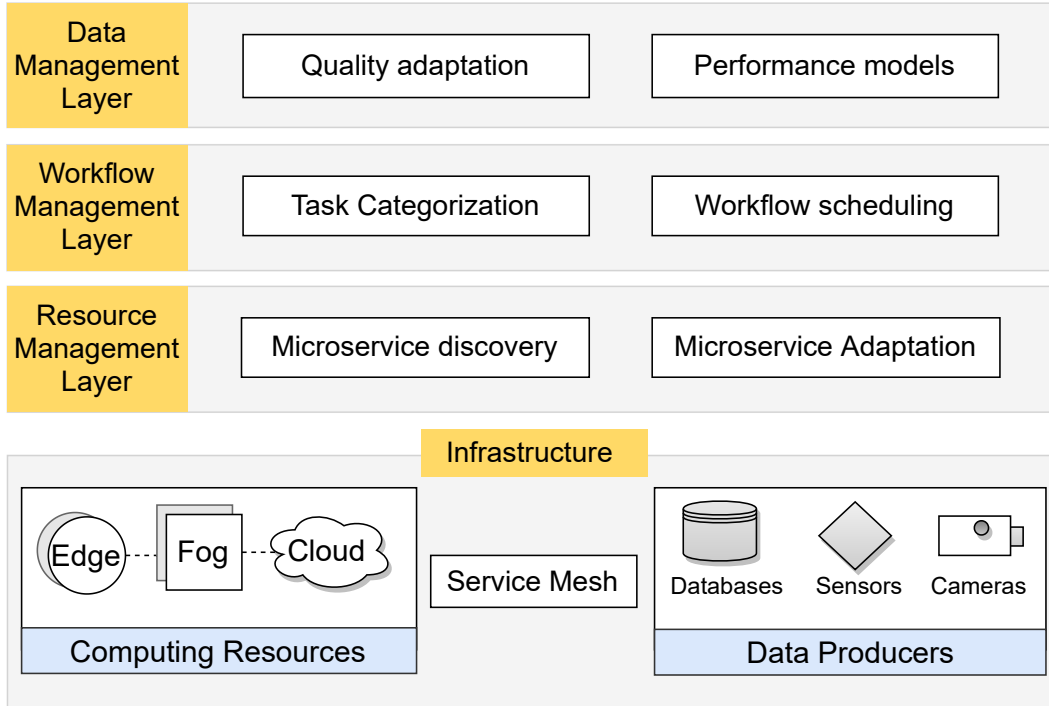 Data
Management
Layer
Quality adaptation
Performance models
Workflow
Management
Layer
Task Categorization
Workflow scheduling
Resource
Management
Layer
Microservice discovery
Microservice Adaptation
Infrastructure
Edge
Fog
Cloud
Computing Resources
Service Mesh
Databases
Sensors
Cameras
Data Producers